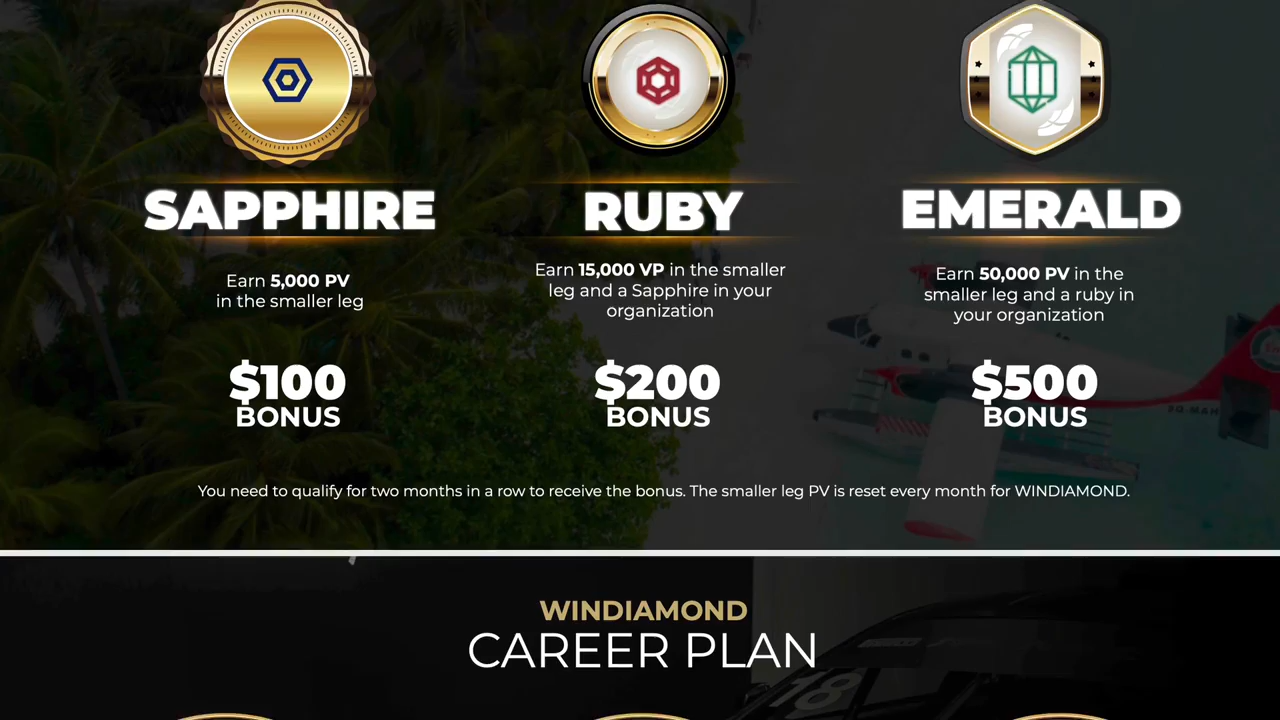 SAPPHIRE
Earn 5,000 PV
in the smaller leg
$100
BONUS
RUBY
Earn 15,000 VP in the smaller
leg and a Sapphire in your
organization
$200
BONUS
EMERALD
Earn 50,000 PV in the
smaller leg and a ruby in
your organization
$500
BONUS
You need to qualify for two months in a row to receive the bonus. The smaller leg PV is reset every month for WINDIAMOND.
WINDIAMOND
CAREER PLAN
18